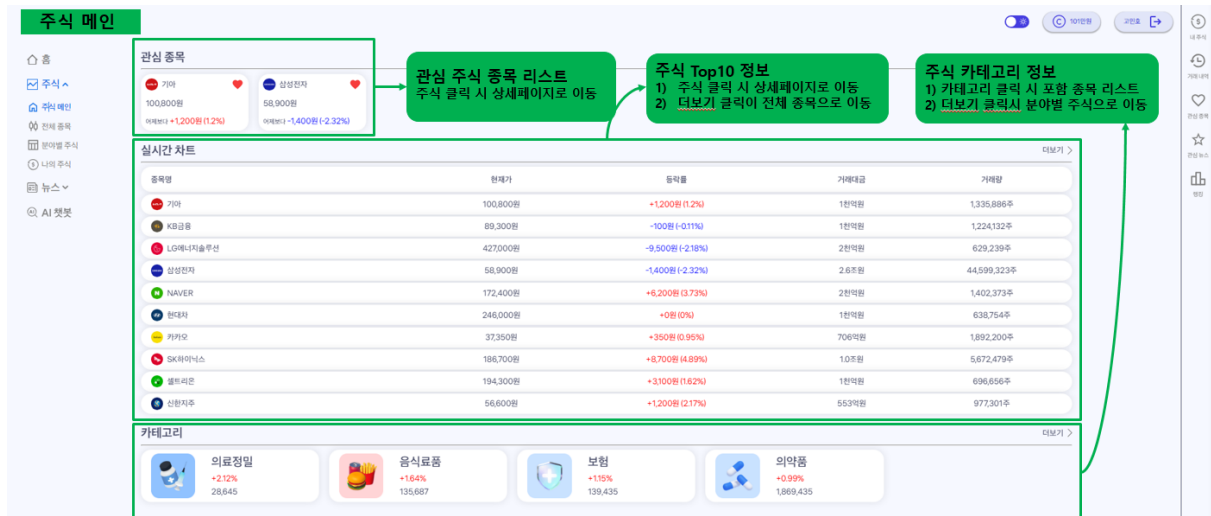 주식 메인
101만원
고민호
홈
주식
주식 메인
전체 종목
분야별 주식
나의 주식
뉴스
AI 챗봇
관심 종목
기아
100,800원
어제보다 +1,200원 (1.2%)
삼성전자
58,900원
어제보다 -1,400원 (-2.32%)
관심 주식 종목 리스트
주식 클릭 시 상세페이지로 이동
주식 Top10 정보
1) 주식 클릭 시 상세페이지로 이동
2) 더보기 클릭이 전체 종목으로 이동
주식 카테고리 정보
1) 카테고리 클릭 시 포함 종목 리스트
2) 더보기 클릭시 분야별 주식으로 이동
내 주식
거래 내역
관심 종목
관심 뉴스
랭킹
실시간 차트 더보기 >
종목명 현재가 등락률 거래대금 거래량
기아 100,800원 +1,200원 (1.2%) 1천억원 1,335,886주
KB금융 89,300원 -100원 (-0.11%) 1천억원 1,224,132주
LG에너지솔루션 427,000원 -9,500원 (-2.18%) 2천억원 629,239주
삼성전자 58,900원 -1,400원 (-2.32%) 2.6조원 44,599,323주
NAVER 172,400원 +6,200원 (3.73%) 2천억원 1,402,373주
현대차 246,000원 +0원 (0%) 1천억원 638,754주
카카오 37,350원 +350원 (0.95%) 706억원 1,892,200주
SK하이닉스 186,700원 +8,700원 (4.89%) 1.0조원 5,672,479주
셀트리온 194,300원 +3,100원 (1.62%) 1천억원 696,656주
신한지주 56,600원 +1,200원 (2.17%) 553억원 977,301주
카테고리 더보기 >
의료정밀
+2.12%
28,645
음식료품
+1.64%
135,687
보험
+1.15%
139,435
의약품
+0.99%
1,869,435